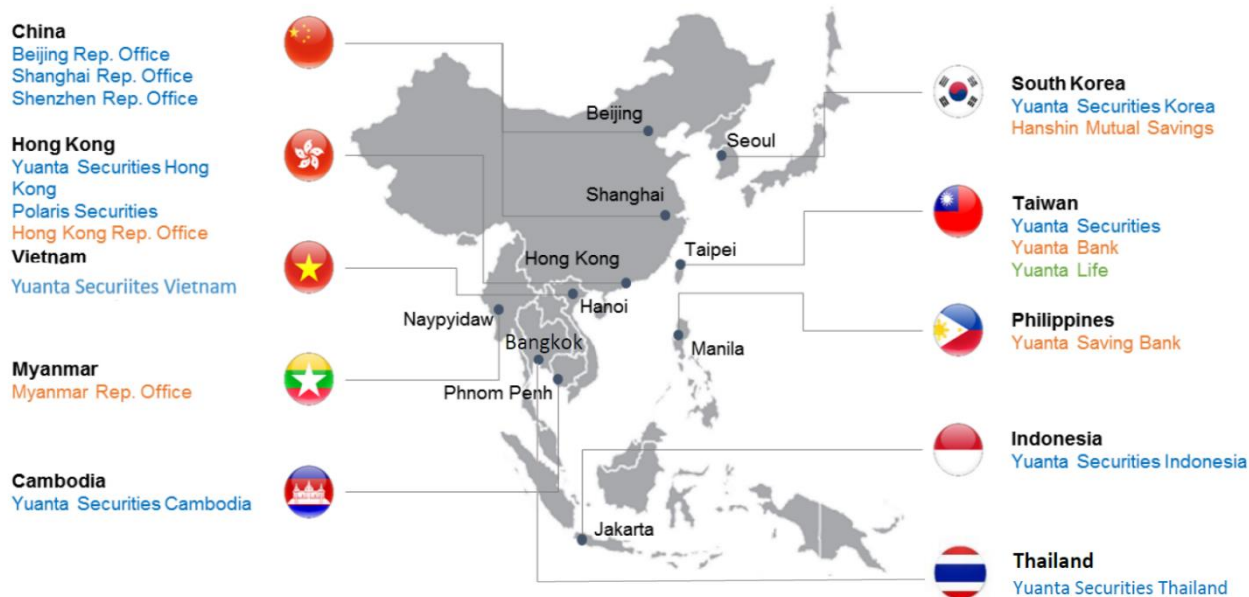 China
Beijing Rep. Office
Shanghai Rep. Office
Shenzhen Rep. Office
Hong Kong
Yuanta Securities Hong
Kong
Polaris Securities
Hong Kong Rep. Office
Vietnam
Yuanta Securiites Vietnam
Myanmar
Myanmar Rep. Office
Cambodia
Yuanta Securities Cambodia
Beijing
Seoul
Shanghai
Taipei
Hong Kong
Hanoi
Naypyidaw
Bangkok
Manila
Phnom Penh
Jakarta
South Korea
Yuanta Securities Korea
Hanshin Mutual Savings
Taiwan
Yuanta Securities
Yuanta Bank
Yuanta Life
Philippines
Yuanta Saving Bank
Indonesia
Yuanta Securities Indonesia
Thailand
Yuanta Securities Thailand